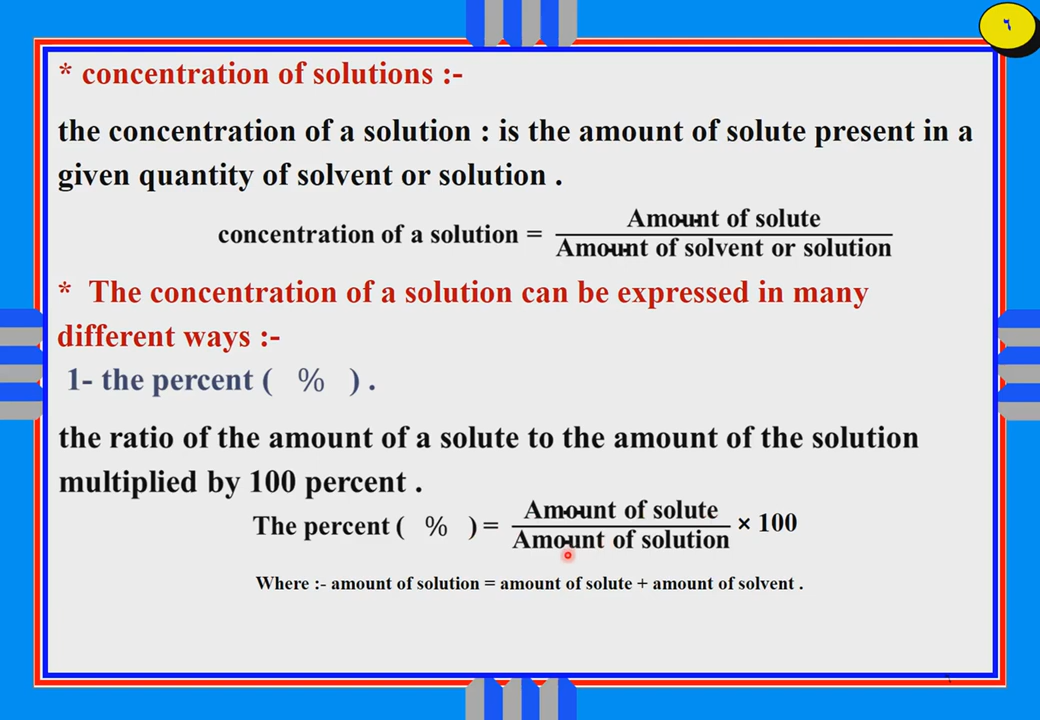 ٦
* concentration of solutions :-
the concentration of a solution : is the amount of solute present in a
given quantity of solvent or solution .
concentration of a solution = Amount of solute / Amount of solvent or solution
* The concentration of a solution can be expressed in many
different ways :-
1- the percent ( % ) .
the ratio of the amount of a solute to the amount of the solution
multiplied by 100 percent .
The percent ( % ) = Amount of solute / Amount of solution × 100
Where :- amount of solution = amount of solute + amount of solvent .
٦